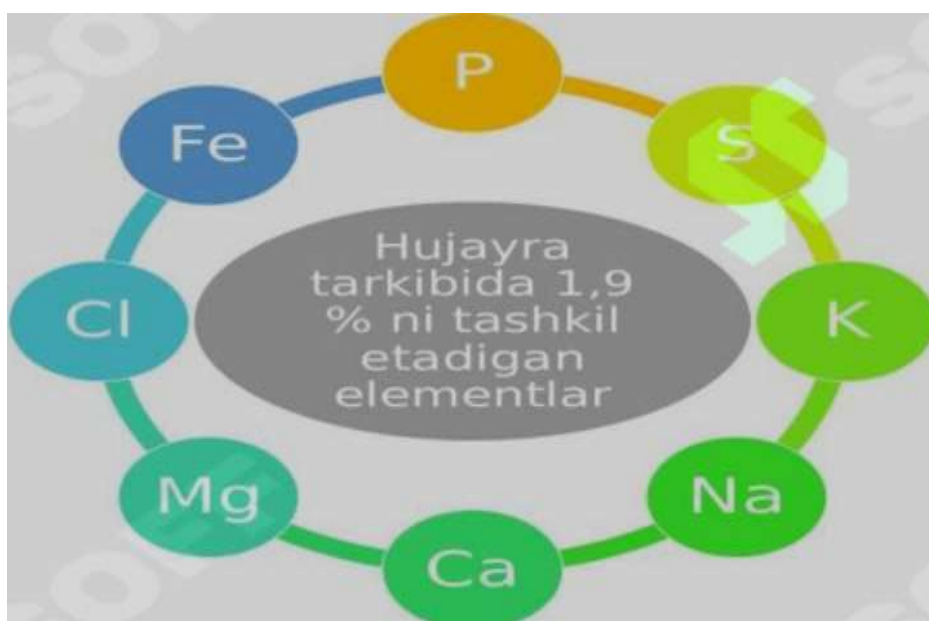 P
S
K
Na
Ca
Mg
Cl
Fe
Hujayra
tarkibida 1,9
% ni tashkil
etadigan
elementlar